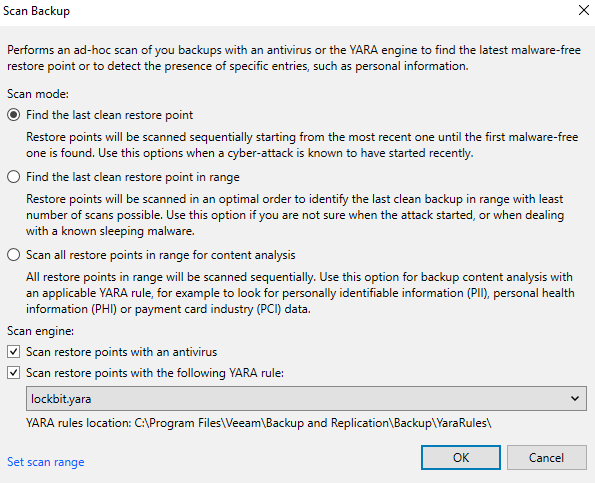 Scan Backup
Performs an ad-hoc scan of you backups with an antivirus or the YARA engine to find the latest malware-free
restore point or to detect the presence of specific entries, such as personal information.
Scan mode:
Find the last clean restore point
Restore points will be scanned sequentially starting from the most recent one until the first malware-free
one is found. Use this options when a cyber-attack is known to have started recently.
Find the last clean restore point in range
Restore points will be scanned in an optimal order to identify the last clean backup in range with least
number of scans possible. Use this option if you are not sure when the attack started, or when dealing
with a known sleeping malware.
Scan all restore points in range for content analysis
All restore points in range will be scanned sequentially. Use this option for backup content analysis with
an applicable YARA rule, for example to look for personally identifiable information (PII), personal health
information (PHI) or payment card industry (PCI) data.
Scan engine:
Scan restore points with an antivirus
Scan restore points with the following YARA rule:
lockbit.yara
YARA rules location: C:\Program Files\Veeam\Backup and Replication\Backup\YaraRules\
Set scan range
OK
Cancel